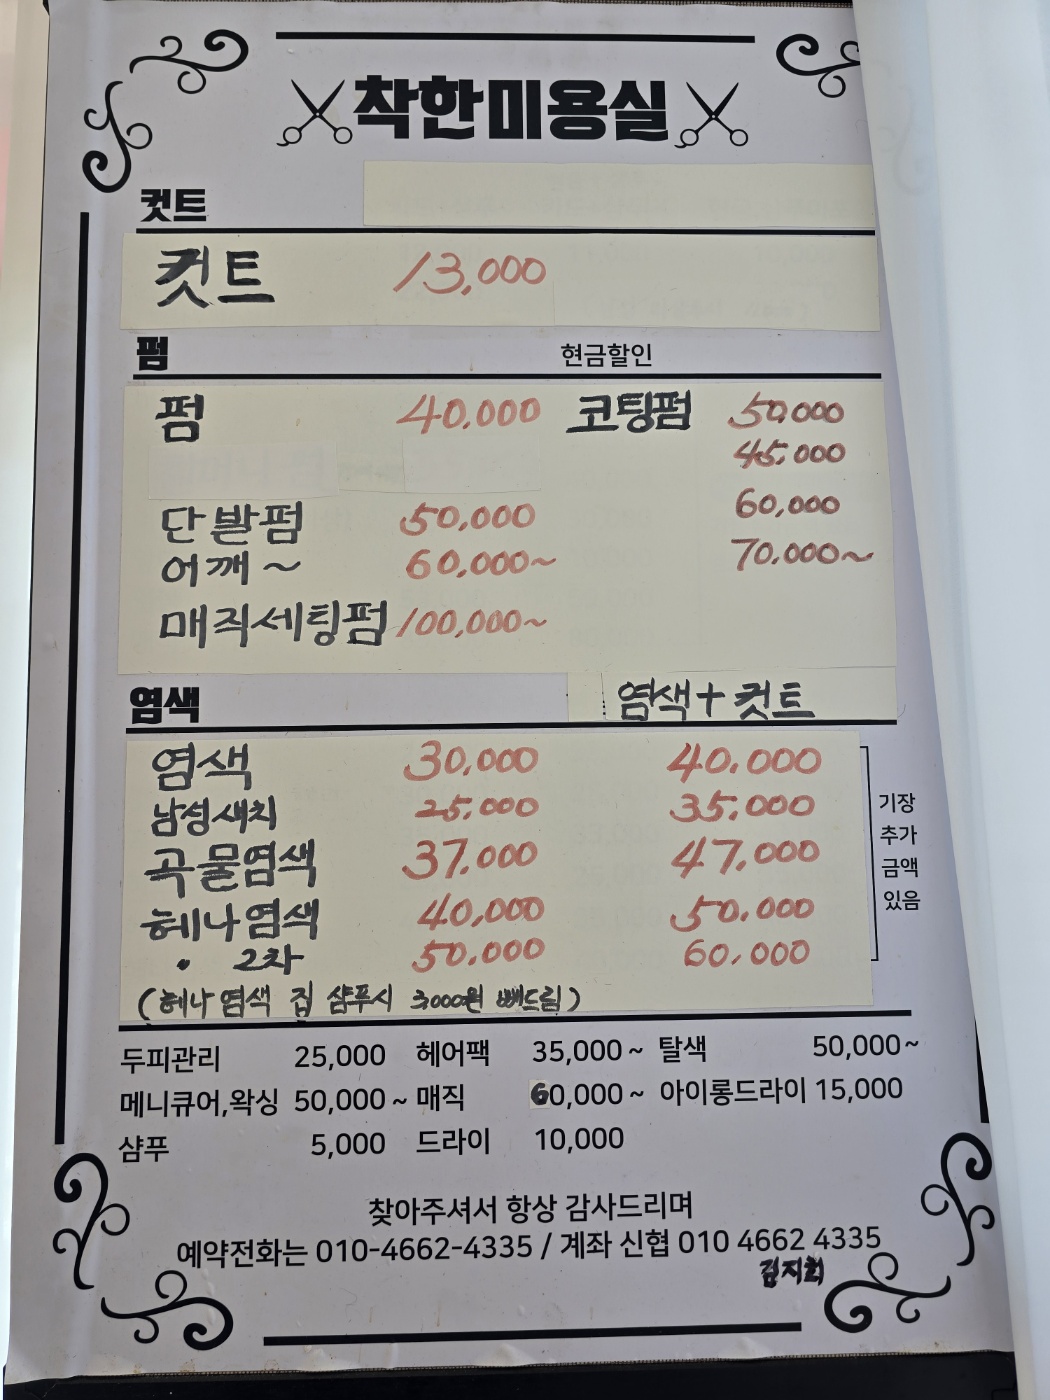 착한미용실
컷트
컷트 13,000
펌 현금할인
펌 40,000 코팅펌 50,000
45,000
단발펌 50,000 60,000
어깨~ 60,000~ 70,000~
매직세팅펌 100,000~
염색 염색+컷트
염색 30,000 40,000
남성새치 25,000 35,000
곡물염색 37,000 47,000
헤나염색 40,000 50,000
• 2차 50,000 60,000
기장
추가
금액
있음
(헤나 염색 집 샴푸시 3000원 빼드림)
두피관리 25,000 헤어팩 35,000~ 탈색 50,000~
메니큐어,왁싱 50,000~ 매직 60,000~ 아이롱드라이 15,000
샴푸 5,000 드라이 10,000
찾아주셔서 항상 감사드리며
예약전화는 010-4662-4335 / 계좌 신협 010 4662 4335